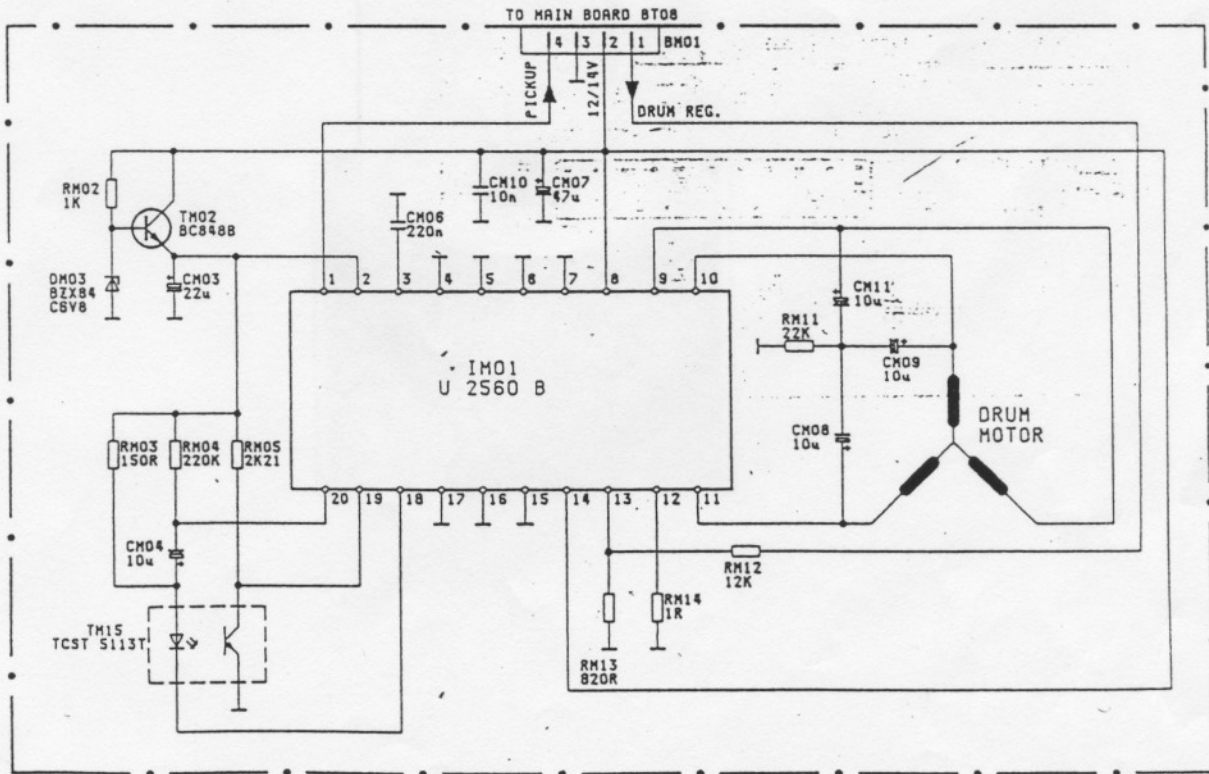 TO MAIN BOARD BT08
4 3 2 1 BM01
PICKUP
12/14V
DRUM REG.
RM02
1K
TM02
BC848B
DM03
BZX84
C6V8
CM03
22u
CM06
220n
CM10
10n
CM07
47u
1 2 3 4 5 6 7 8 9 10
IM01
U 2560 B
CM11
10u
RM11
22K
CM09
10u
CM08
10u
DRUM
MOTOR
RM03
150R
RM04
220K
RM05
2K21
20 19 18 17 16 15 14 13 12 11
CM04
10u
RM12
12K
RM14
1R
RM13
820R
TM15
TCST 5113T